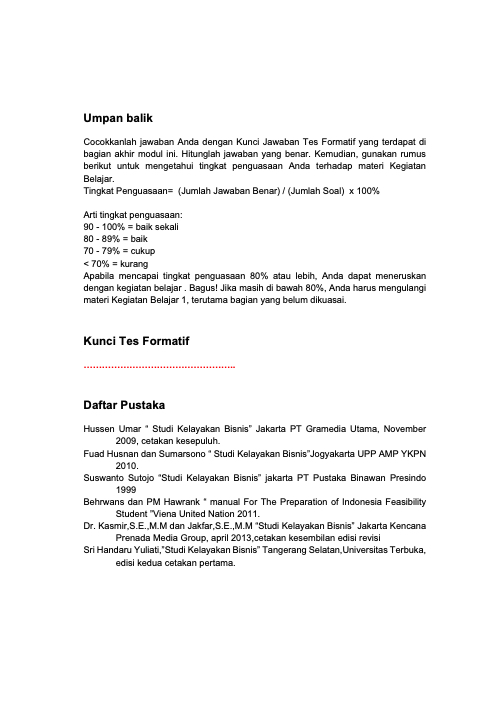 Umpan balik
Cocokkanlah jawaban Anda dengan Kunci Jawaban Tes Formatif yang terdapat di
bagian akhir modul ini. Hitunglah jawaban yang benar. Kemudian, gunakan rumus
berikut untuk mengetahui tingkat penguasaan Anda terhadap materi Kegiatan
Belajar.
Tingkat Penguasaan= (Jumlah Jawaban Benar) / (Jumlah Soal) x 100%
Arti tingkat penguasaan:
90 - 100% = baik sekali
80 - 89% = baik
70 - 79% = cukup
< 70% = kurang
Apabila mencapai tingkat penguasaan 80% atau lebih, Anda dapat meneruskan
dengan kegiatan belajar . Bagus! Jika masih di bawah 80%, Anda harus mengulangi
materi Kegiatan Belajar 1, terutama bagian yang belum dikuasai.
Kunci Tes Formatif
…………………………………………..
Daftar Pustaka
Hussen Umar “ Studi Kelayakan Bisnis” Jakarta PT Gramedia Utama, November
2009, cetakan kesepuluh.
Fuad Husnan dan Sumarsono “ Studi Kelayakan Bisnis”Jogyakarta UPP AMP YKPN
2010.
Suswanto Sutojo “Studi Kelayakan Bisnis” jakarta PT Pustaka Binawan Presindo
1999
Behrwans dan PM Hawrank “ manual For The Preparation of Indonesia Feasibility
Student ”Viena United Nation 2011.
Dr. Kasmir,S.E.,M.M dan Jakfar,S.E.,M.M “Studi Kelayakan Bisnis” Jakarta Kencana
Prenada Media Group, april 2013,cetakan kesembilan edisi revisi
Sri Handaru Yuliati,”Studi Kelayakan Bisnis” Tangerang Selatan,Universitas Terbuka,
edisi kedua cetakan pertama.